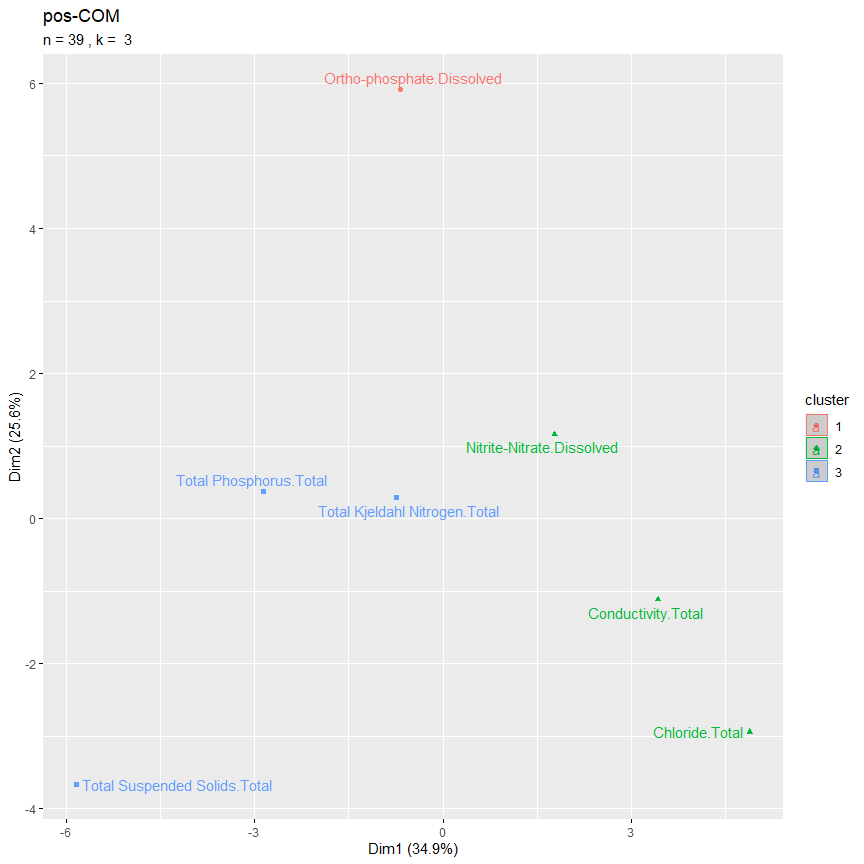 pos-COM
n = 39 , k =  3
Ortho-phosphate.Dissolved
Nitrite-Nitrate.Dissolved
Total Phosphorus.Total
Total Kjeldahl Nitrogen.Total
Conductivity.Total
Chloride.Total
Total Suspended Solids.Total
6
4
2
0
-2
-4
Dim2 (25.6%)
-6
-3
0
3
Dim1 (34.9%)
cluster
a 1
a 2
a 3